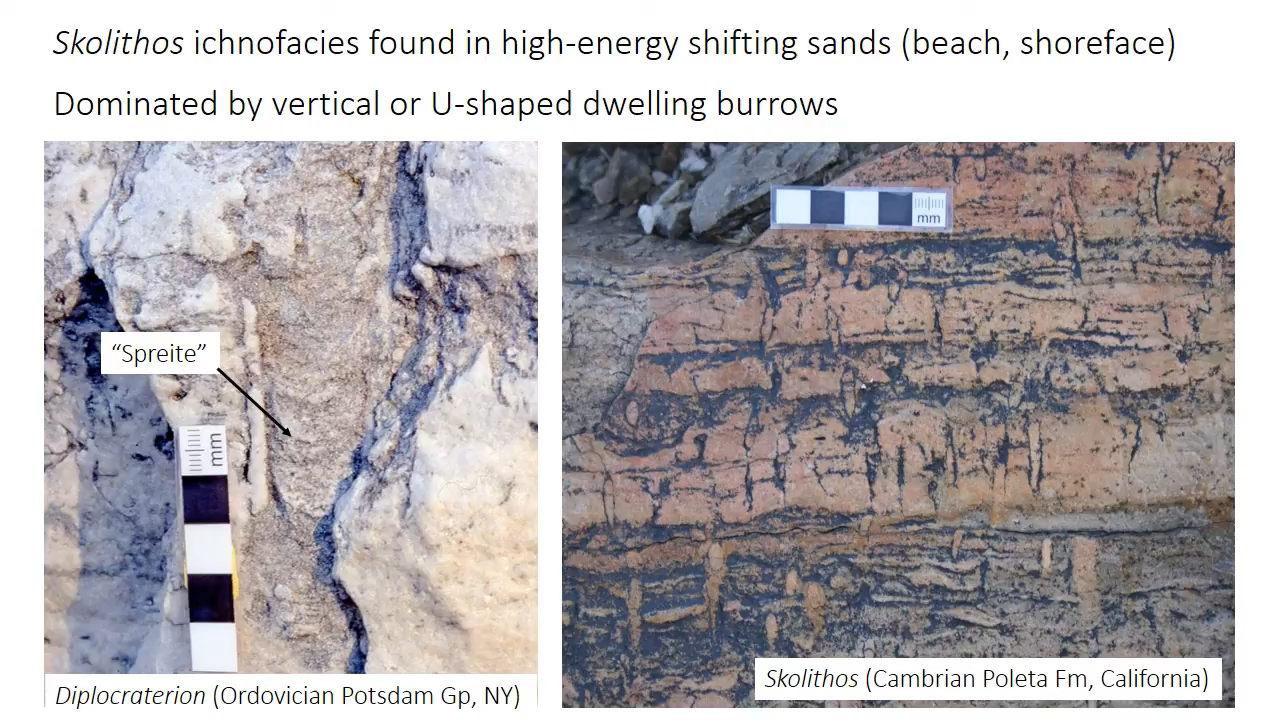 Skolithos ichnofacies found in high-energy shifting sands (beach, shoreface)
Dominated by vertical or U-shaped dwelling burrows
“Spreite”
mm
Diplocraterion (Ordovician Potsdam Gp, NY)
mm
Skolithos (Cambrian Poleta Fm, California)